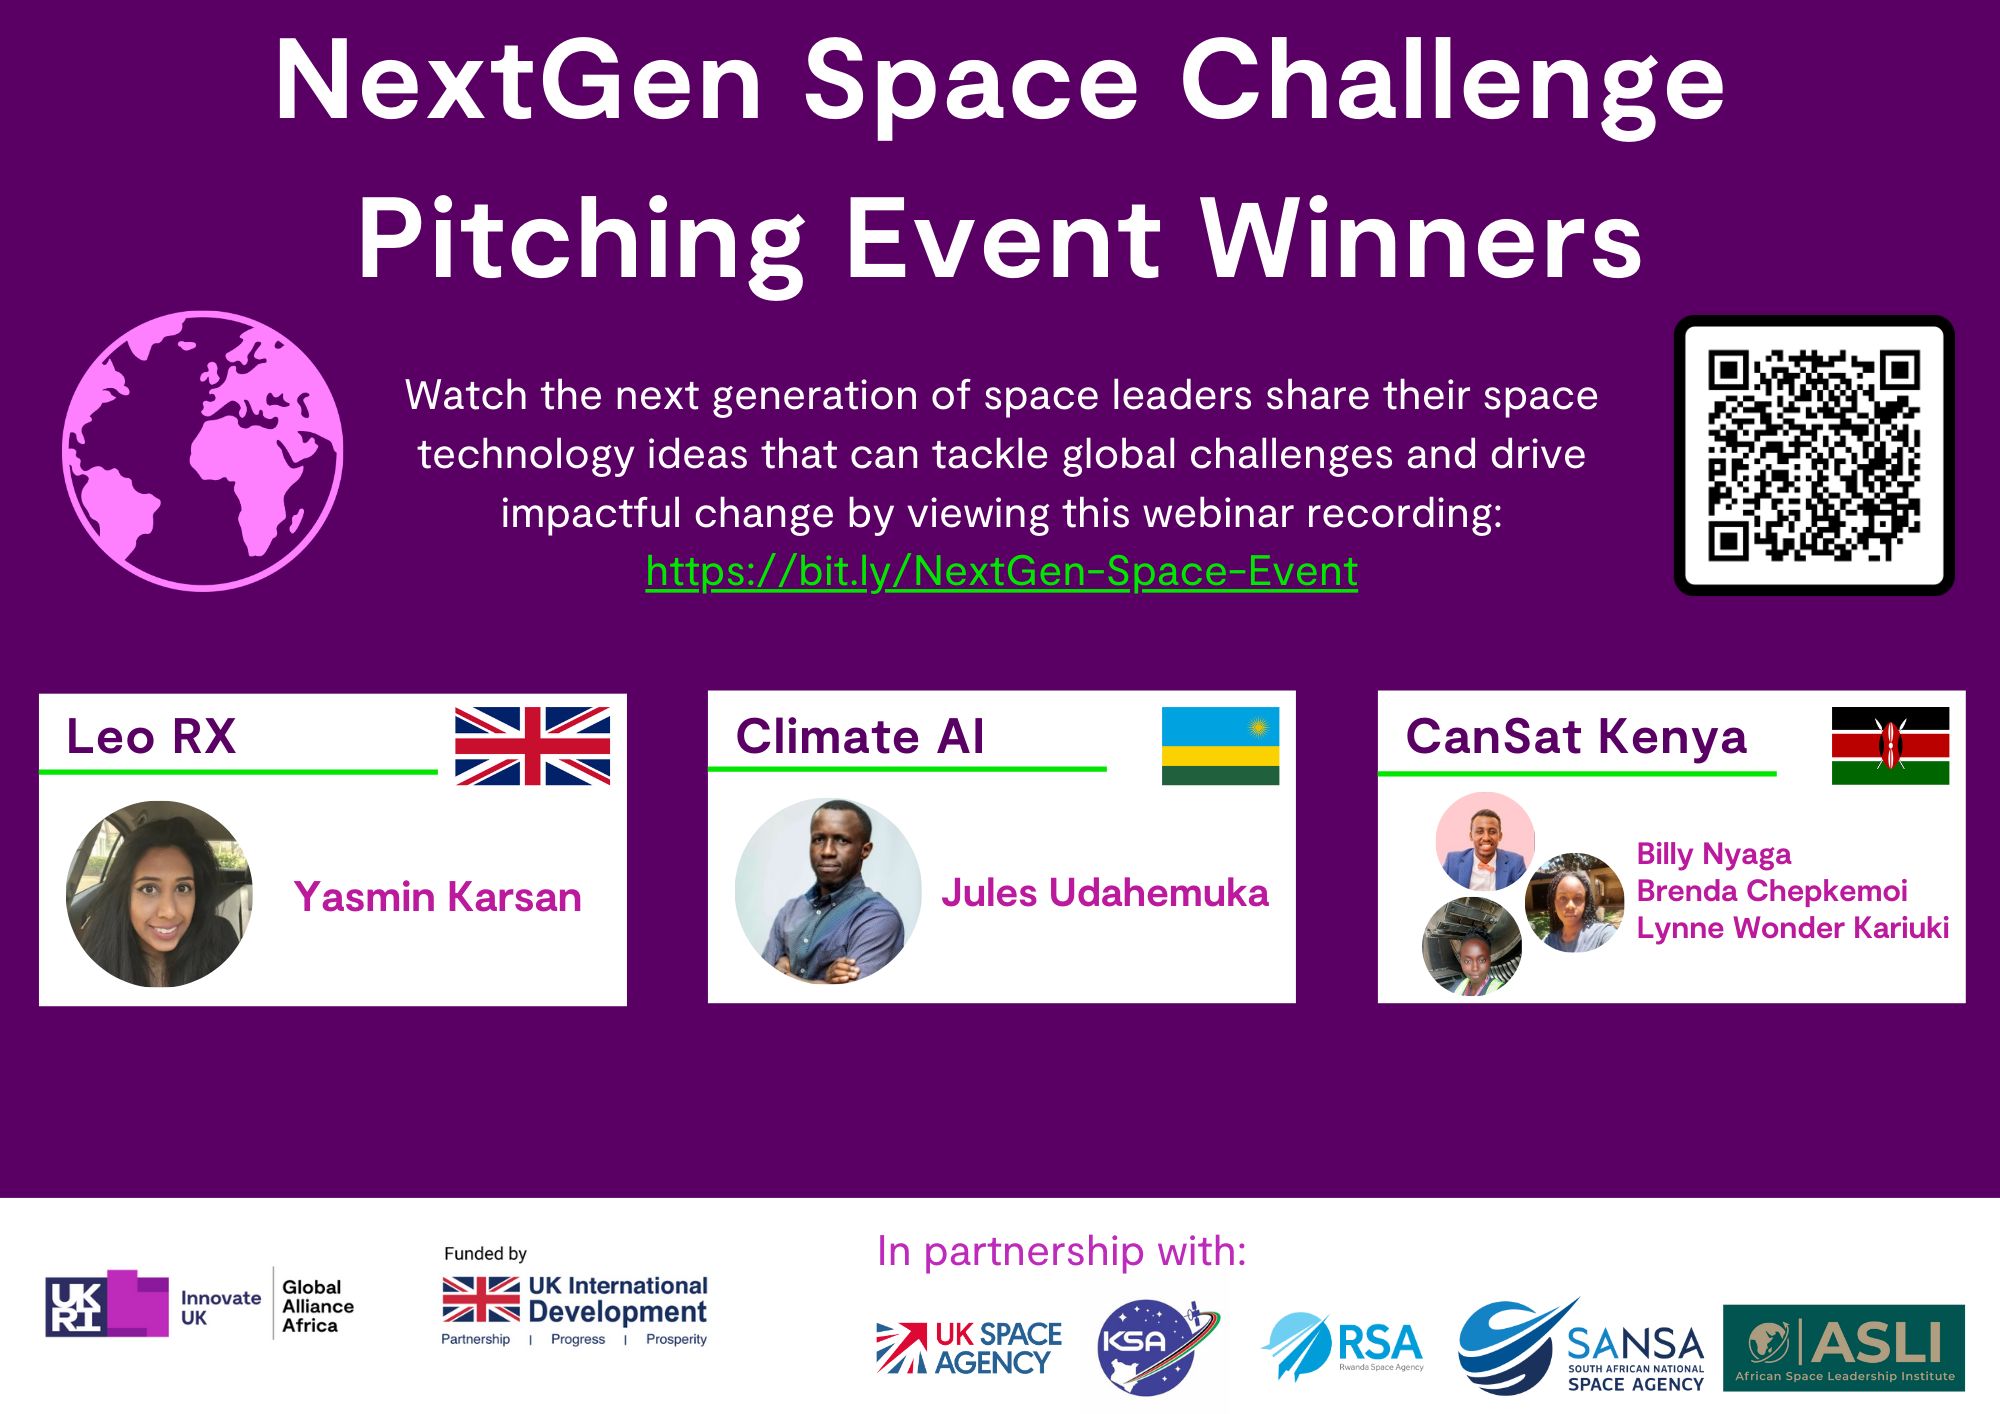 NextGen Space Challenge
Pitching Event Winners
Watch the next generation of space leaders share their space
technology ideas that can tackle global challenges and drive
impactful change by viewing this webinar recording:
https://bit.ly/NextGen-Space-Event
Leo RX
Yasmin Karsan
Climate AI
Jules Udahemuka
CanSat Kenya
Billy Nyaga
Brenda Chepkemoi
Lynne Wonder Kariuki
UK
RI
Innovate
UK
Global
Alliance
Africa
Funded by
UK International
Development
Partnership | Progress | Prosperity
In partnership with:
UK SPACE
AGENCY
KSA
RSA
Rwanda Space Agency
SANSA
SOUTH AFRICAN NATIONAL
SPACE AGENCY
ASLI
African Space Leadership Institute